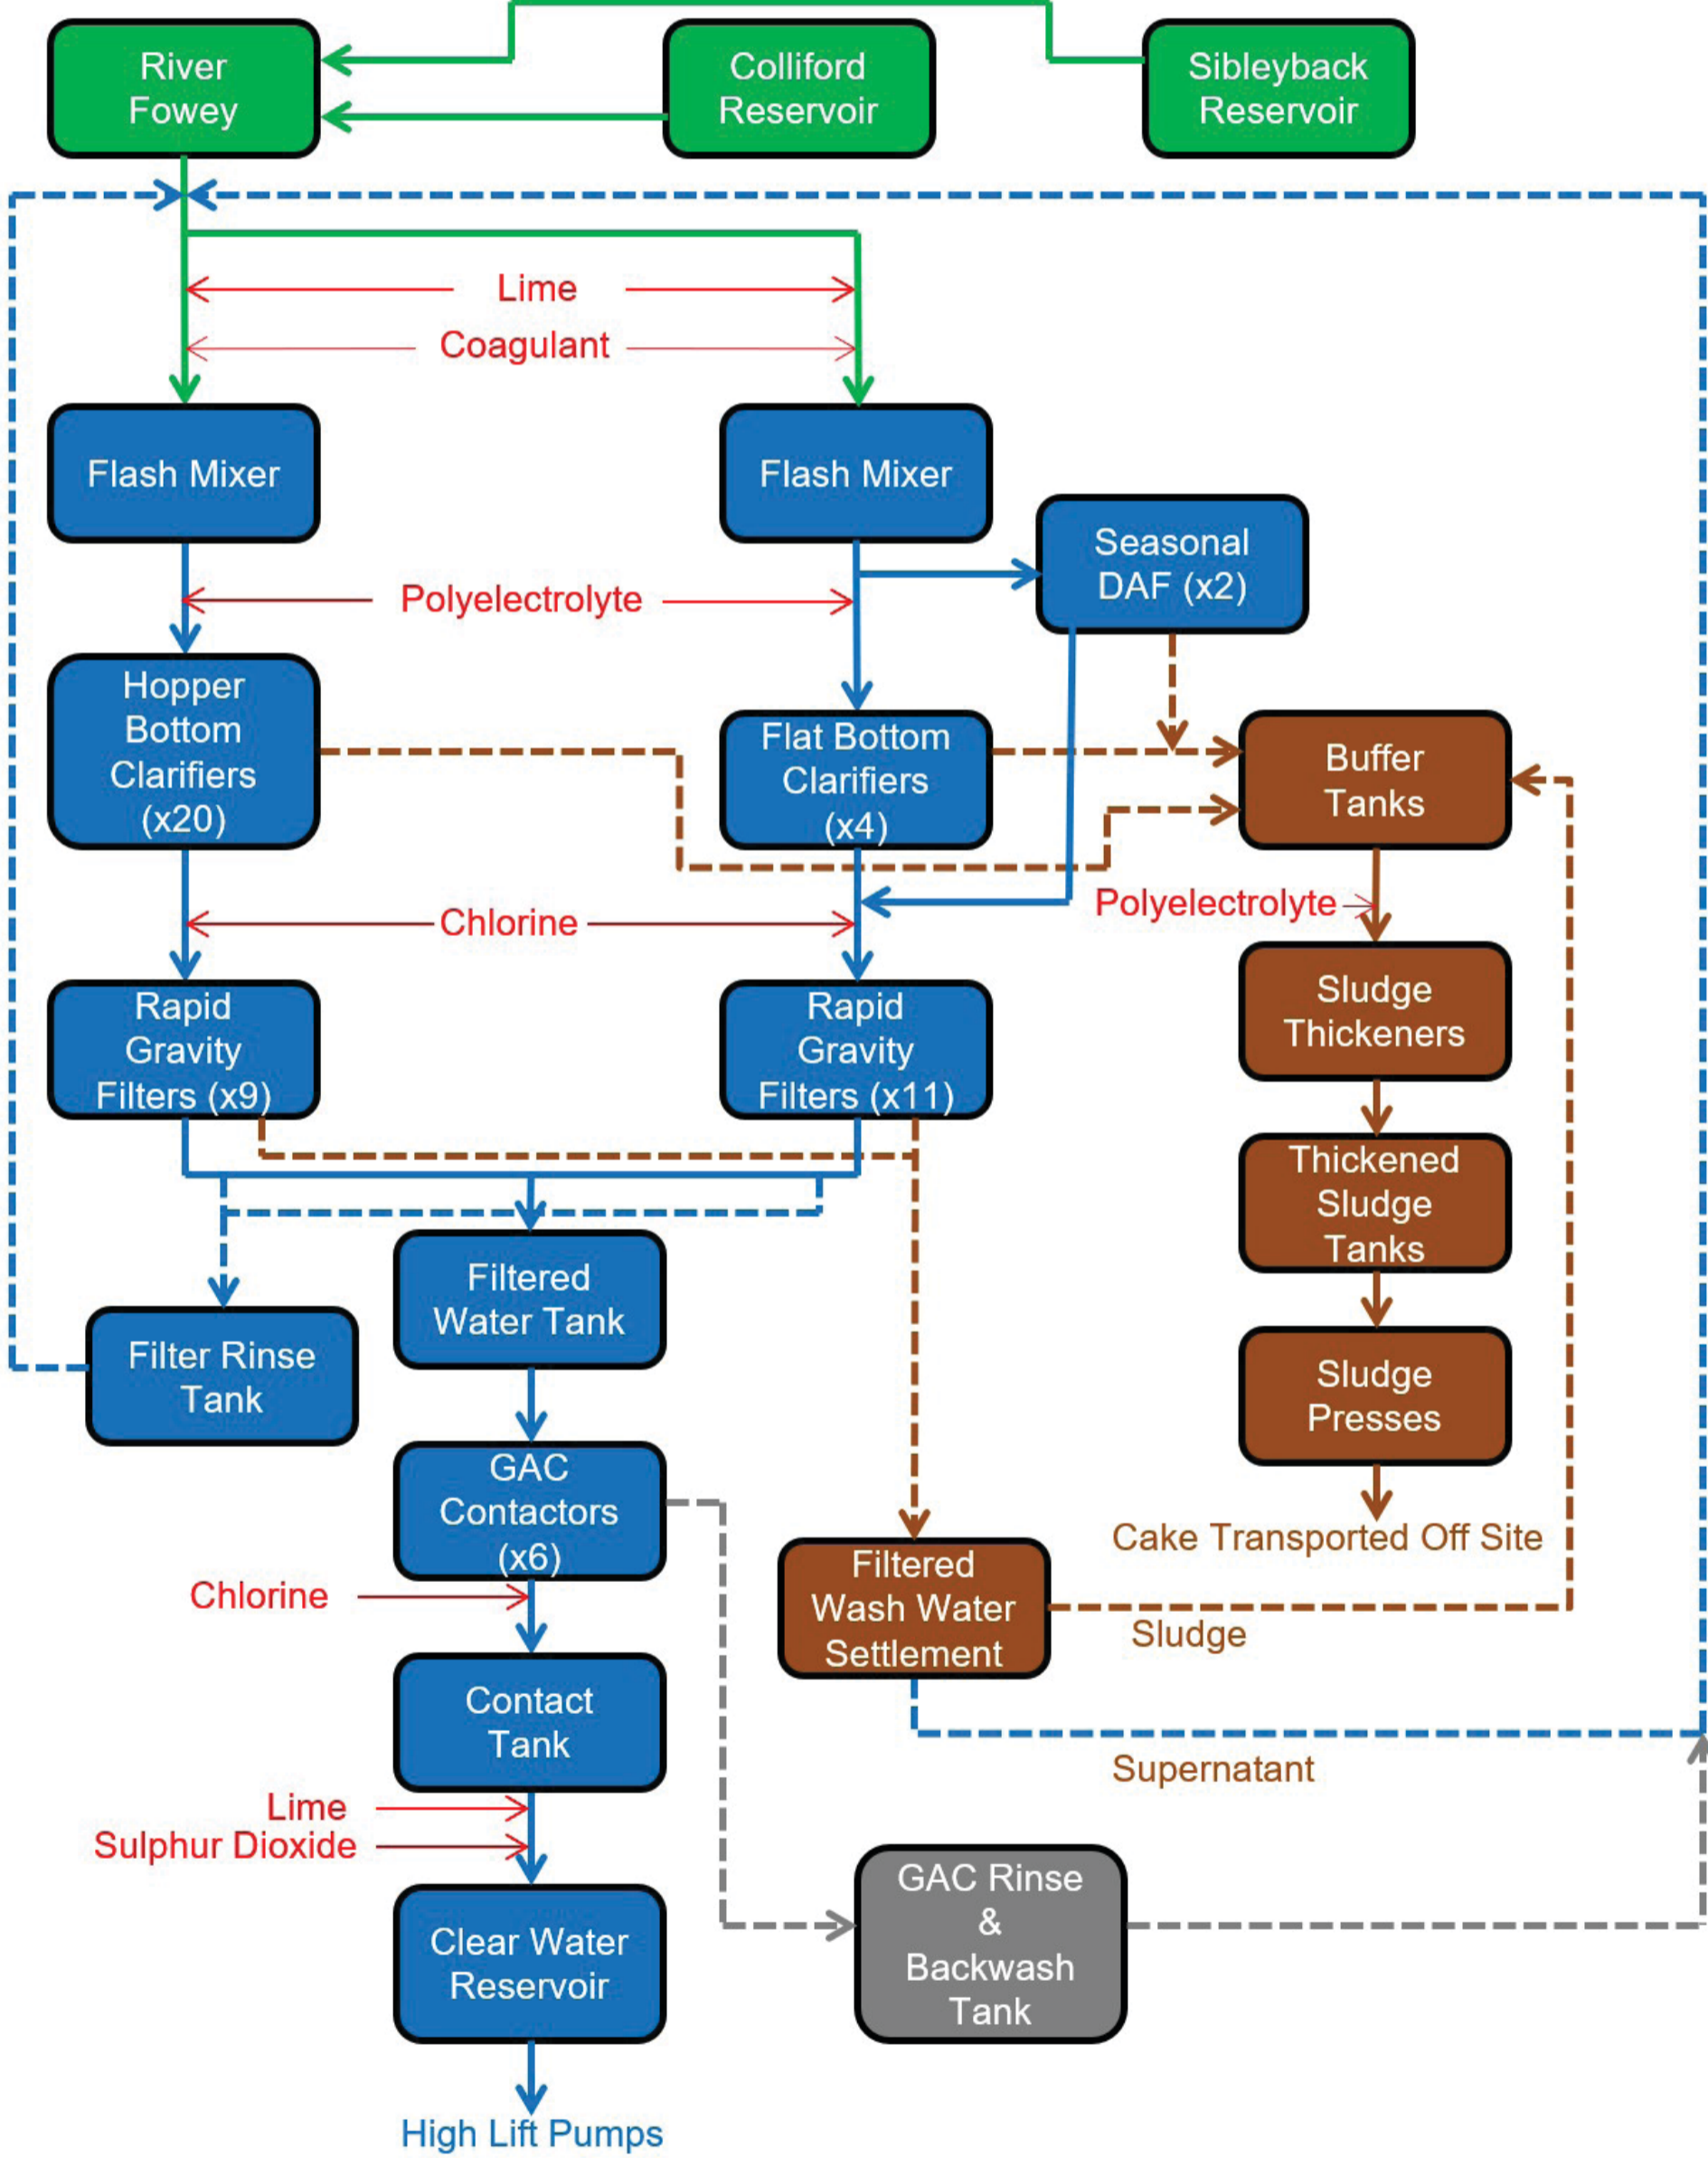 River
Fowey
Colliford
Reservoir
Sibleyback
Reservoir
Lime
Coagulant
Flash Mixer
Flash Mixer
Seasonal
DAF (x2)
Polyelectrolyte
Hopper
Bottom
Clarifiers
(x20)
Flat Bottom
Clarifiers
(x4)
Buffer
Tanks
Chlorine
Polyelectrolyte
Rapid
Gravity
Filters (x9)
Rapid
Gravity
Filters (x11)
Sludge
Thickeners
Thickened
Sludge
Tanks
Filtered
Water Tank
Filter Rinse
Tank
Sludge
Presses
GAC
Contactors
(x6)
Cake Transported Off Site
Chlorine
Filtered
Wash Water
Settlement
Sludge
Contact
Tank
Supernatant
Lime
Sulphur Dioxide
GAC Rinse
&
Backwash
Tank
Clear Water
Reservoir
High Lift Pumps